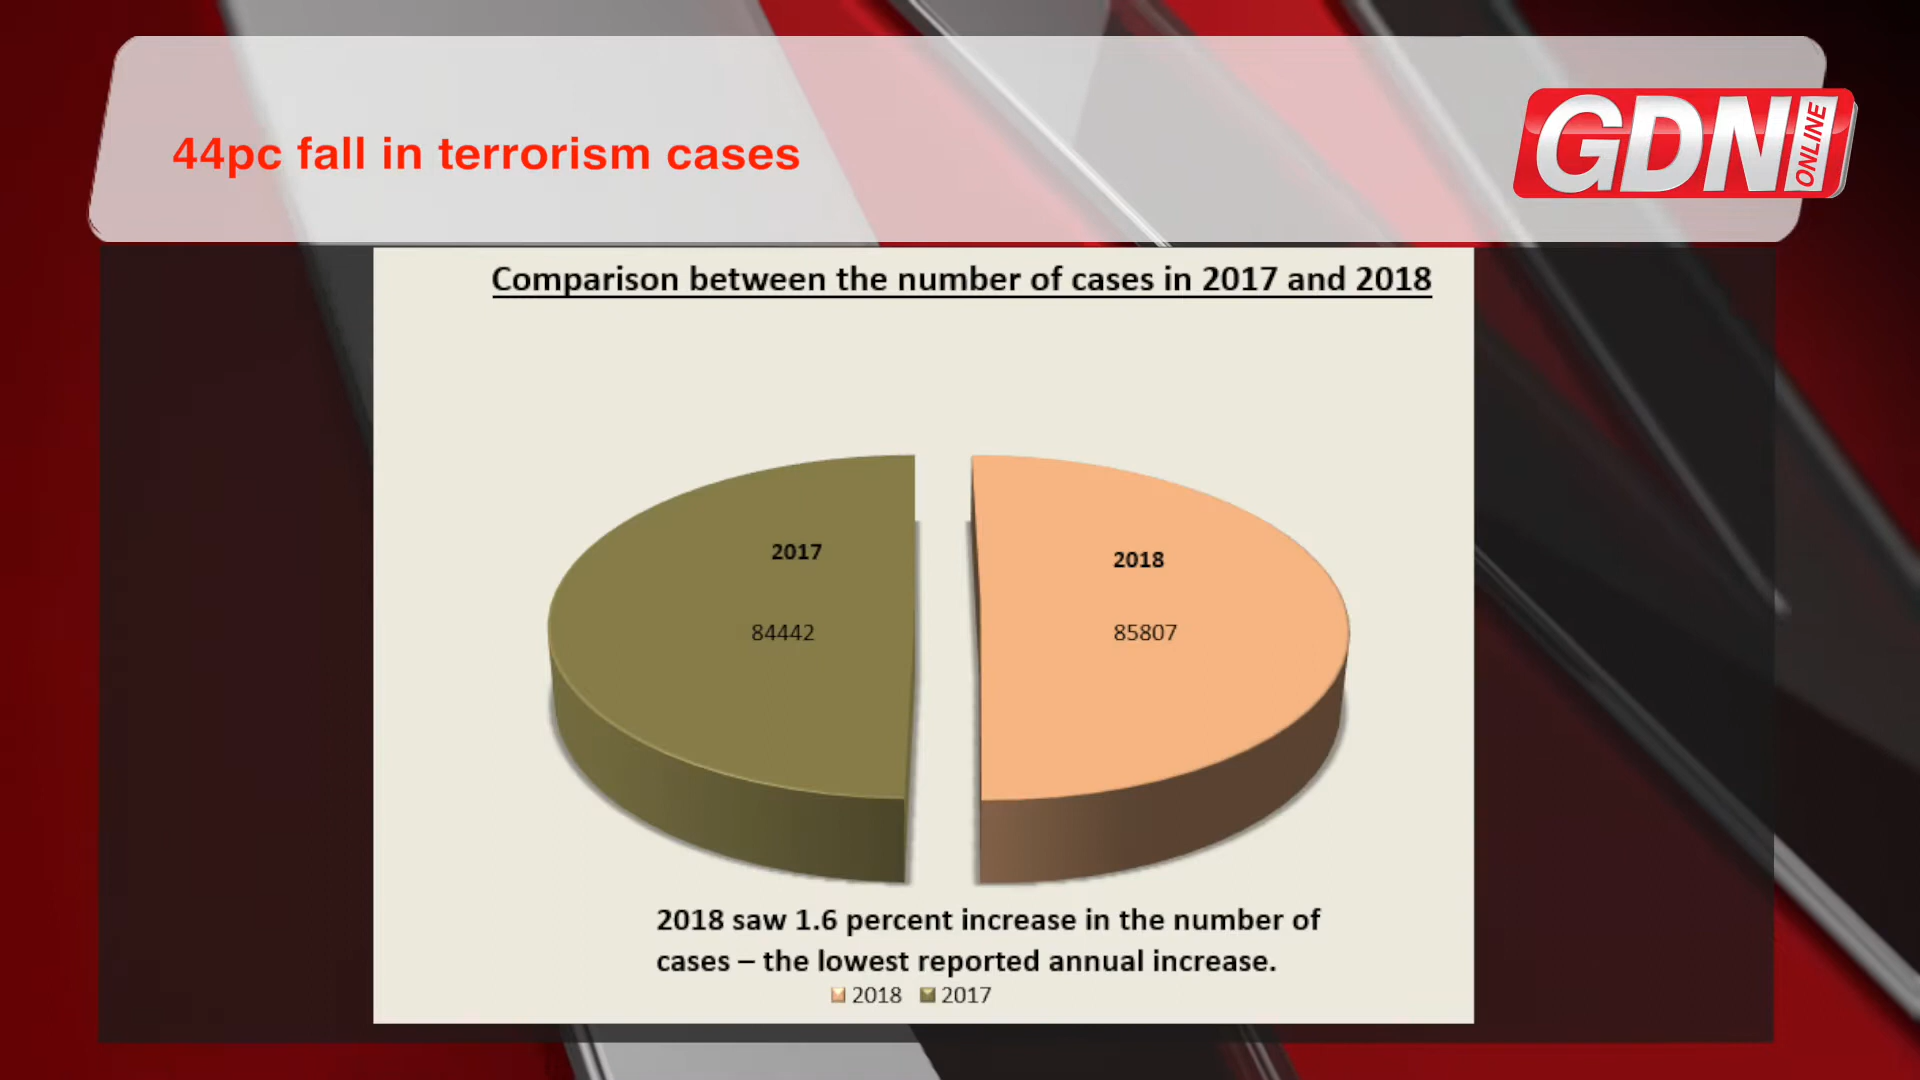 44pc fall in terrorism cases
GDN ONLINE
Comparison between the number of cases in 2017 and 2018
2017
2018
84442
85807
2018 saw 1.6 percent increase in the number of
cases – the lowest reported annual increase.
2018 2017